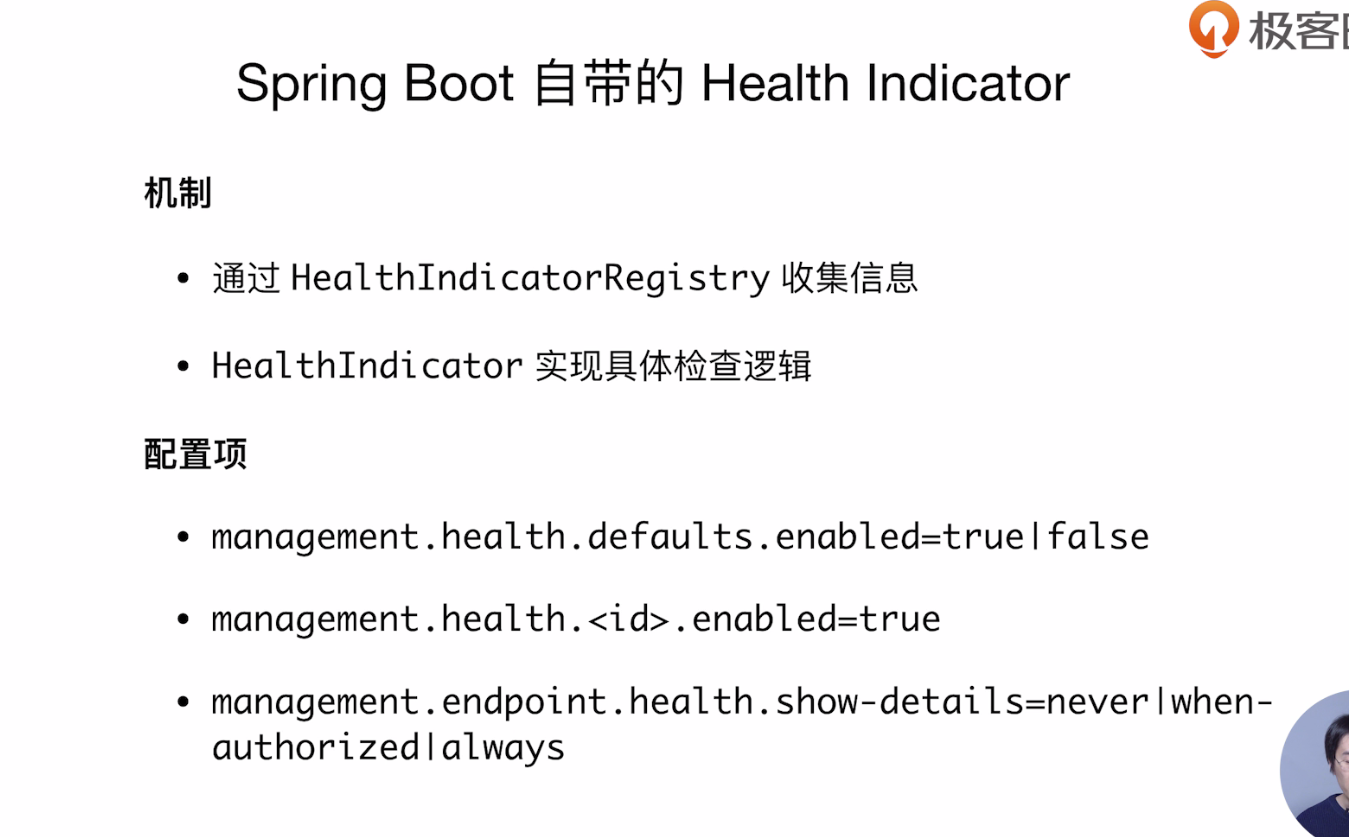 极客
Spring Boot 自带的 Health Indicator
机制
• 通过 HealthIndicatorRegistry 收集信息
• HealthIndicator 实现具体检查逻辑
配置项
• management.health.defaults.enabled=true|false
• management.health.<id>.enabled=true
• management.endpoint.health.show-details=never|when-
authorized|always